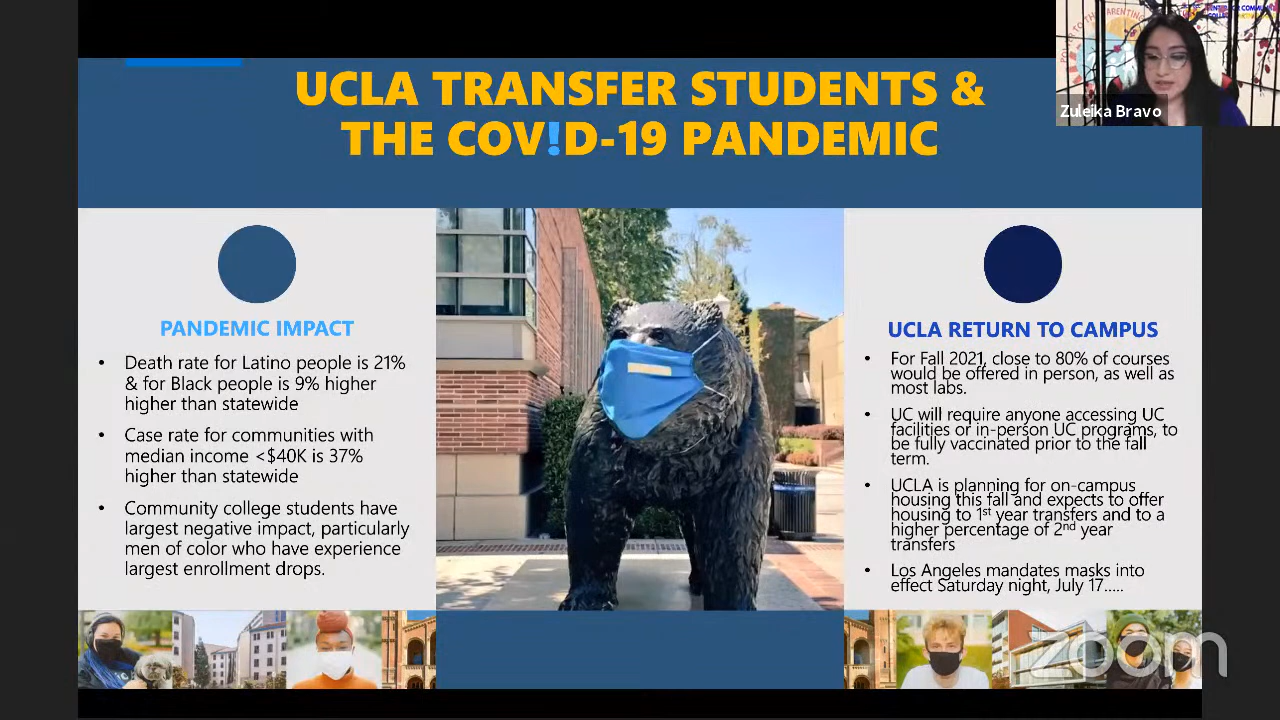 UCLA TRANSFER STUDENTS &
THE COV!D-19 PANDEMIC
Zuleika Bravo
PANDEMIC IMPACT
• Death rate for Latino people is 21%
& for Black people is 9% higher
higher than statewide
• Case rate for communities with
median income <$40K is 37%
higher than statewide
• Community college students have
largest negative impact, particularly
men of color who have experience
largest enrollment drops.
UCLA RETURN TO CAMPUS
• For Fall 2021, close to 80% of courses
would be offered in person, as well as
most labs.
• UC will require anyone accessing UC
facilities or in-person UC programs, to
be fully vaccinated prior to the fall
term.
• UCLA is planning for on-campus
housing this fall and expects to offer
housing to 1st year transfers and to a
higher percentage of 2nd year
transfers
• Los Angeles mandates masks into
effect Saturday night, July 17.....
zoom